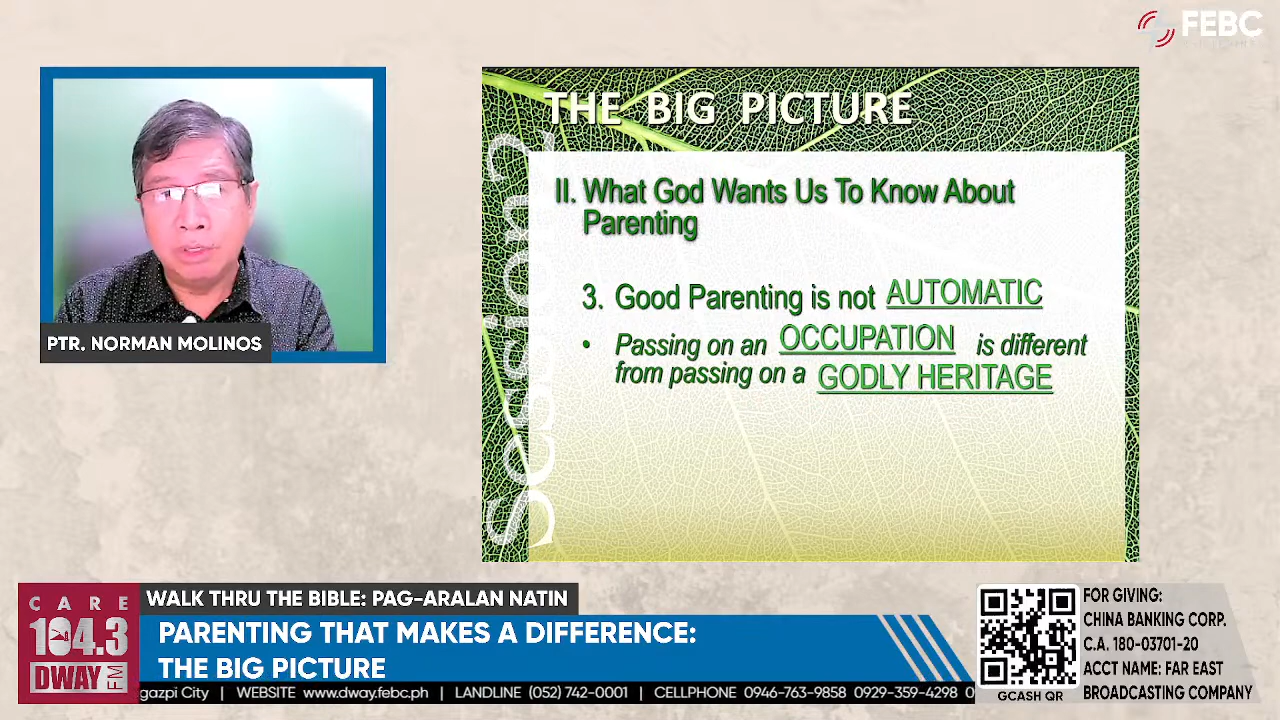 FEBC
THE BIG PICTURE
Session 2
II. What God Wants Us To Know About
Parenting
3. Good Parenting is not AUTOMATIC
• Passing on an OCCUPATION is different
from passing on a GODLY HERITAGE
PTR. NORMAN MOLINOS
CARE
104.3
DWAY FM
WALK THRU THE BIBLE: PAG-ARALAN NATIN
PARENTING THAT MAKES A DIFFERENCE:
THE BIG PICTURE
gazpi City | WEBSITE www.dway.febc.ph | LANDLINE (052) 742-0001 | CELLPHONE 0946-763-9858 0929-359-4298 0
GCASH QR
FOR GIVING:
CHINA BANKING CORP.
C.A. 180-03701-20
ACCT NAME: FAR EAST
BROADCASTING COMPANY